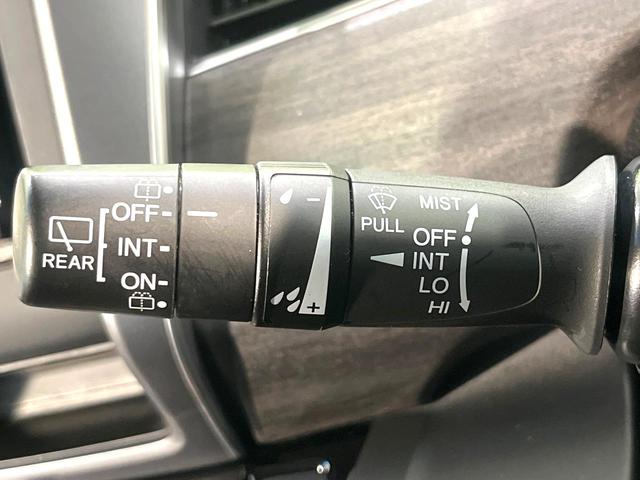 OFF
INT
ON
REAR
-
+
PULL
MIST
OFF
INT
LO
HI